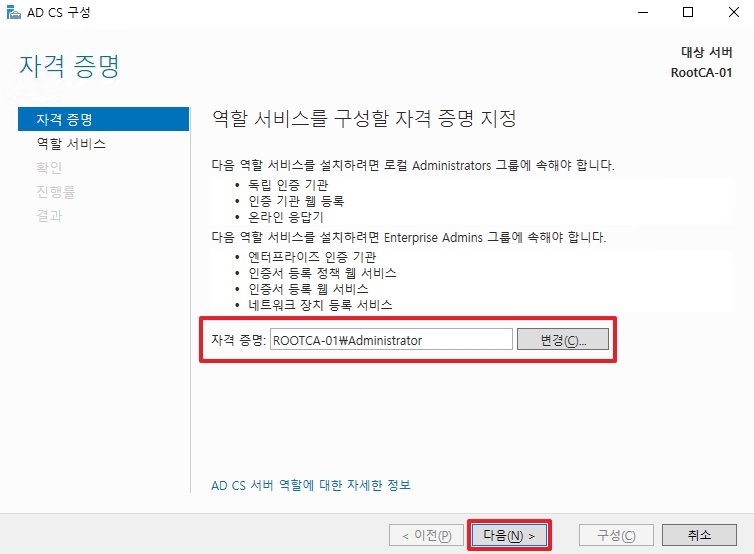 AD CS 구성
자격 증명
대상 서버
RootCA-01
자격 증명
역할 서비스
확인
진행률
결과
역할 서비스를 구성할 자격 증명 지정
다음 역할 서비스를 설치하려면 로컬 Administrators 그룹에 속해야 합니다.
• 독립 인증 기관
• 인증 기관 웹 등록
• 온라인 응답기
다음 역할 서비스를 설치하려면 Enterprise Admins 그룹에 속해야 합니다.
• 엔터프라이즈 인증 기관
• 인증서 등록 정책 웹 서비스
• 인증서 등록 웹 서비스
• 네트워크 장치 등록 서비스
자격 증명: ROOTCA-01₩Administrator 변경(C)...
AD CS 서버 역할에 대한 자세한 정보
< 이전(P) 다음(N) > 구성(C) 취소